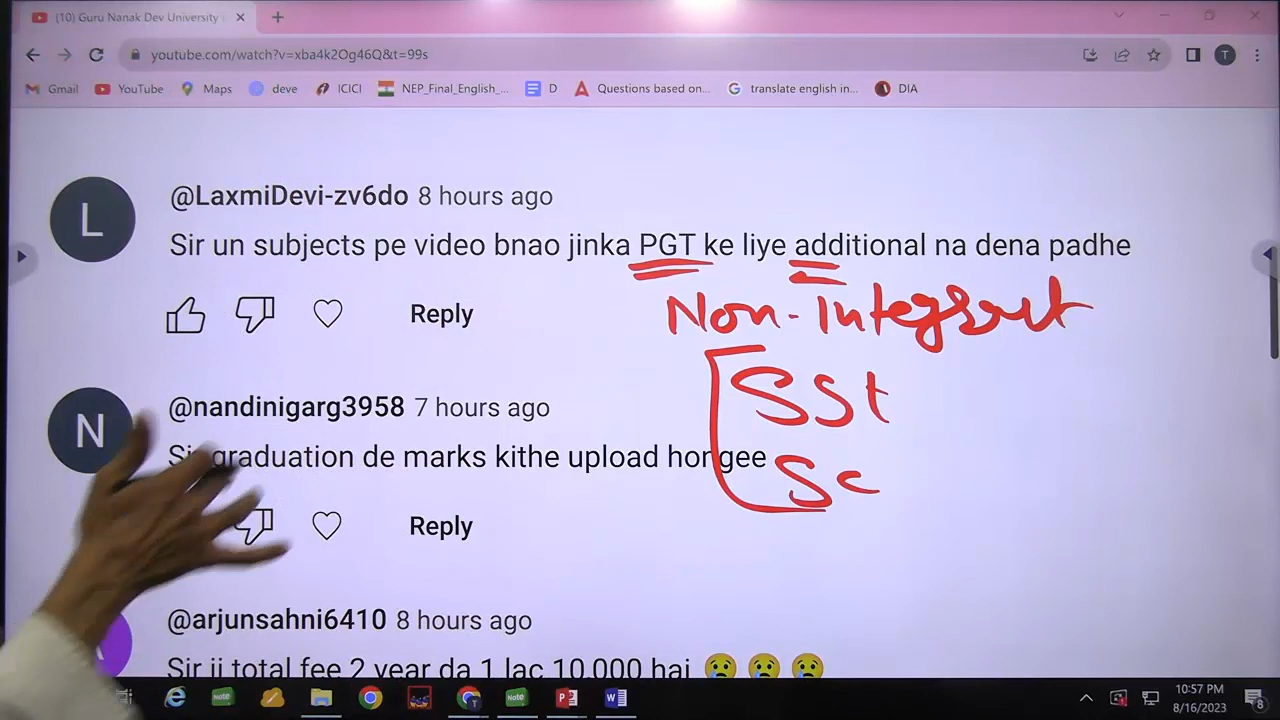 (10) Guru Nanak Dev University
youtube.com/watch?v=xba4k2Og46Q&t=99s
T
Gmail YouTube Maps deve ICICI NEP_Final_English_... D Questions based on... translate english in... DIA
L
@LaxmiDevi-zv6do 8 hours ago
Sir un subjects pe video bnao jinka PGT ke liye additional na dena padhe
Reply
Non-Integ
SSt
Sc
N
@nandinigarg3958 7 hours ago
Sir graduation de marks kithe upload hongee
Reply
@arjunsahni6410 8 hours ago
Sir ji total fee 2 year da 1 lac 10,000 hai 😢 😢 😢
10:57 PM
8/16/2023
8